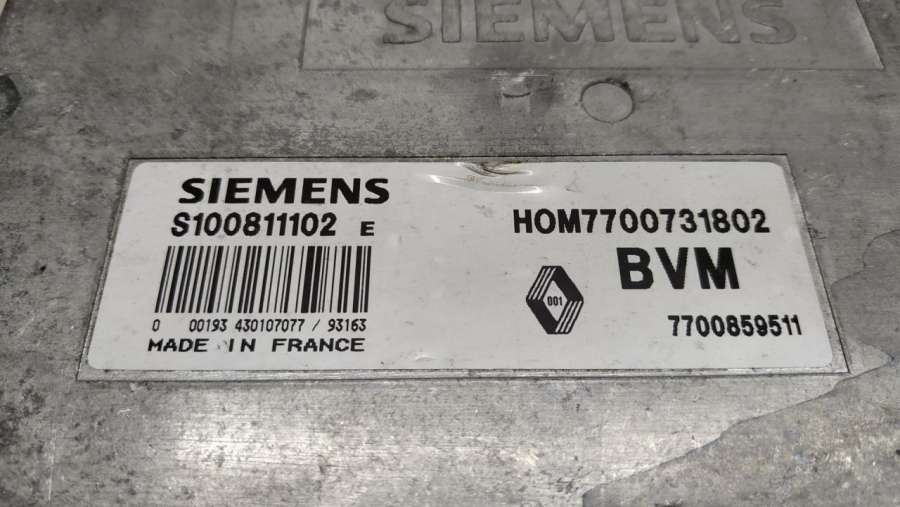 SIEMENS
SIEMENS
S100811102 E
0 00193 430107077 / 93163
MADE IN FRANCE
HOM7700731802
BVM
001
7700859511